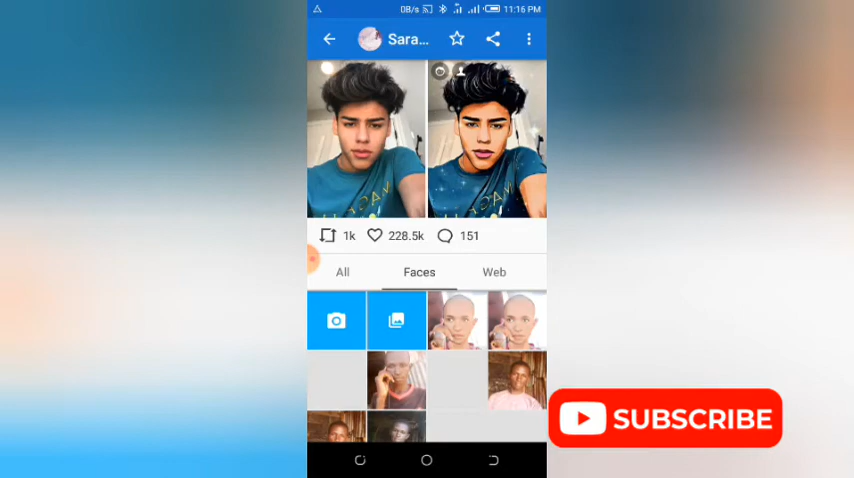 0B/s 11:16 PM
Sara...
1k 228.5k 151
All Faces Web
SUBSCRIBE